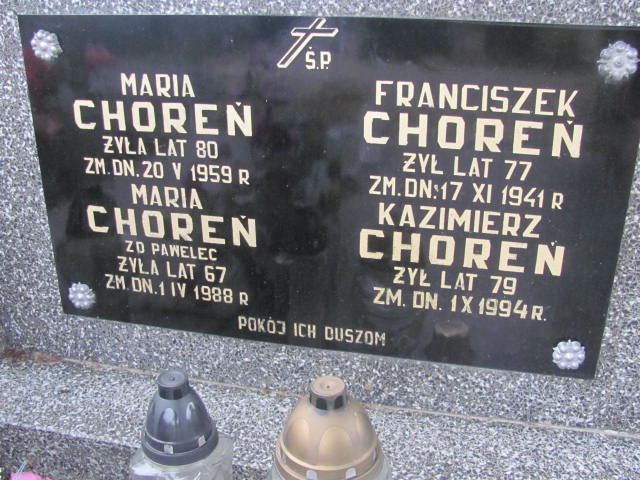 Ś.P.
MARIA
CHOREŃ
ŻYŁA LAT 80
ZM. DN. 20 V 1959 R
MARIA
CHOREŃ
ZD PAWELEC
ŻYŁA LAT 67
ZM. DN. 1 IV 1988 R
FRANCISZEK
CHOREŃ
ŻYŁ LAT 77
ZM. DN. 17 XI 1941 R
KAZIMIERZ
CHOREŃ
ŻYŁ LAT 79
ZM. DN. 1 X 1994 R.
POKÓJ ICH DUSZOM